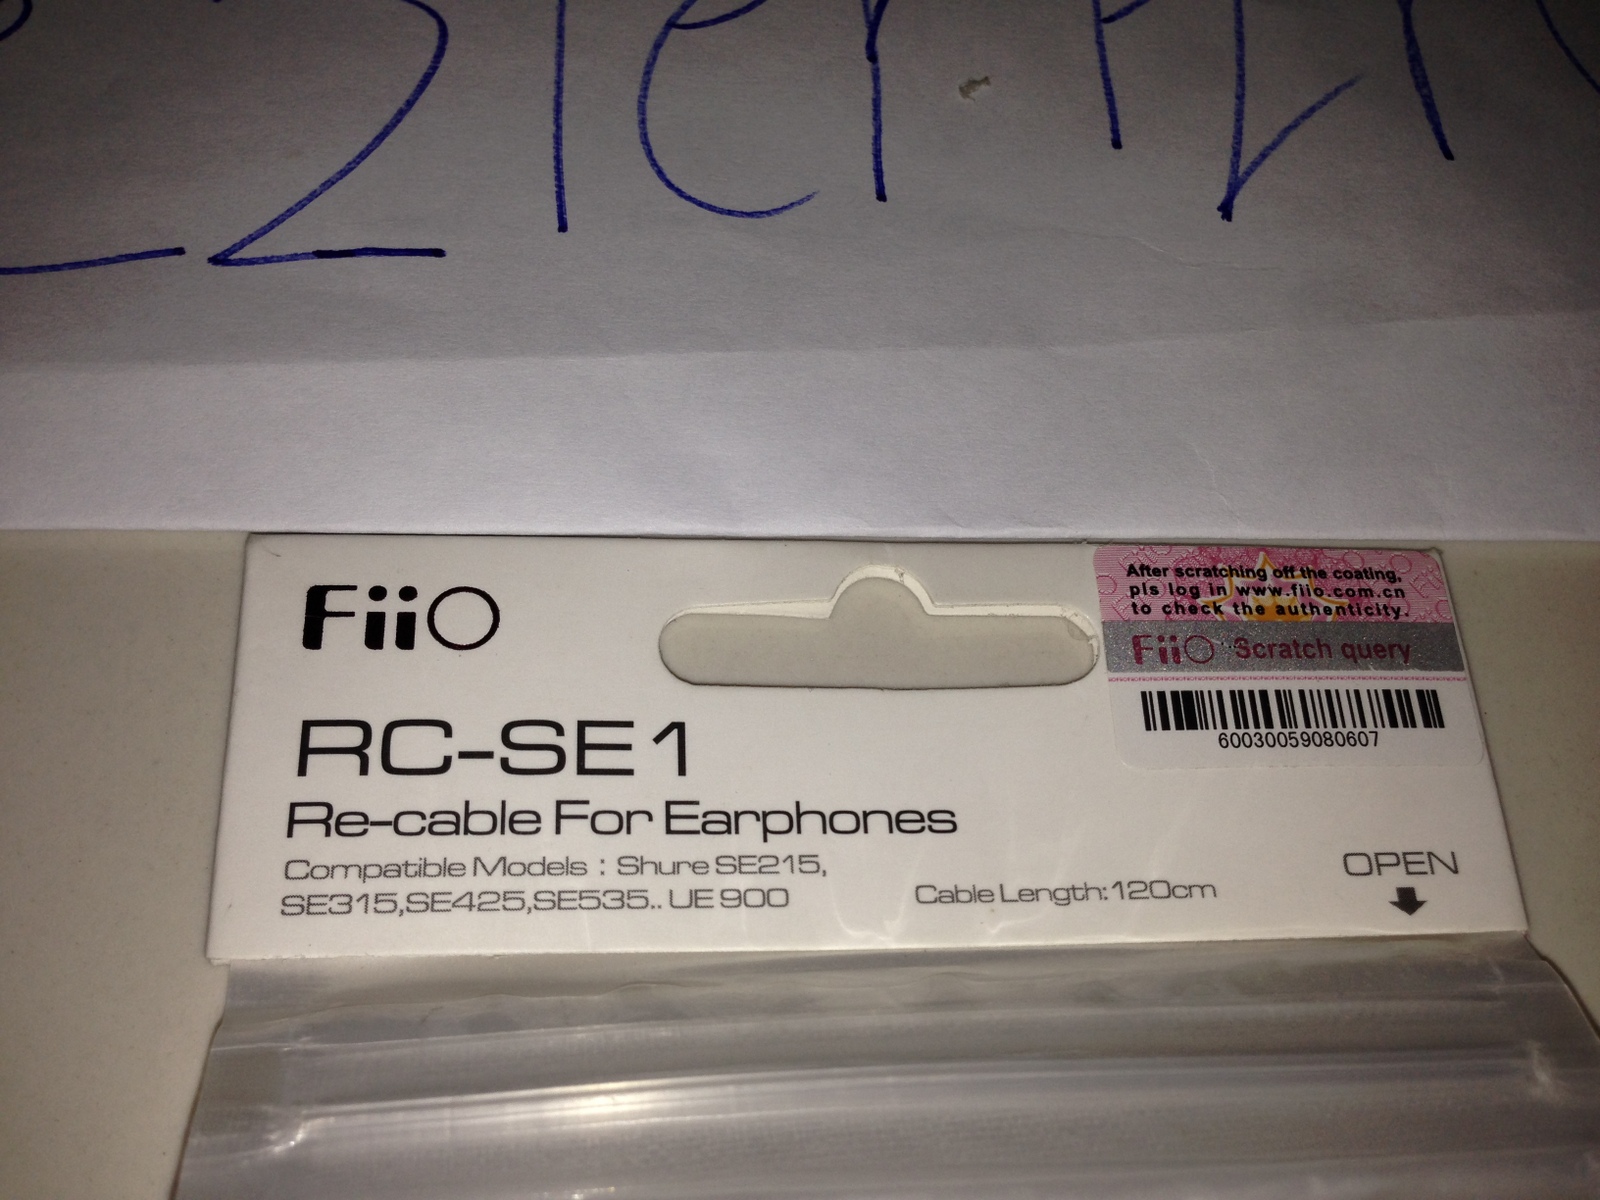 FiiO
RC-SE1
Re-cable For Earphones
Compatible Models : Shure SE215,
SE315,SE425,SE535.. UE 900
Cable Length:120cm
After scratching off the coating,
pls log in www.fiio.com.cn
to check the authenticity.
FiiO Scratch query
60030059080607
OPEN